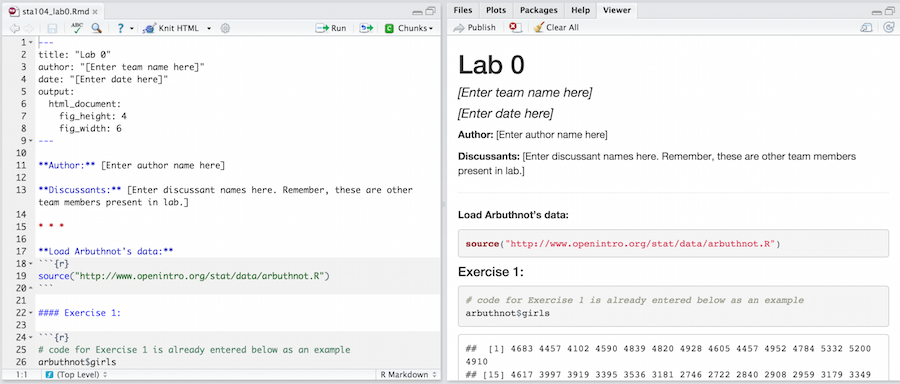 sta104_lab0.Rmd
ABC
?
Knit HTML
Run
Chunks
1 ---
2 title: "Lab 0"
3 author: "[Enter team name here]"
4 date: "[Enter date here]"
5 output:
6 html_document:
7 fig_height: 4
8 fig_width: 6
9 ---
10
11 **Author:** [Enter author name here]
12
13 **Discussants:** [Enter discussant names here. Remember, these are other
team members present in lab.]
14
15 * * *
16
17 **Load Arbuthnot's data:**
18 ```{r}
19 source("http://www.openintro.org/stat/data/arbuthnot.R")
20 ```
21
22 #### Exercise 1:
23
24 ```{r}
25 # code for Exercise 1 is already entered below as an example
26 arbuthnot$girls
1:1 (Top Level) R Markdown
Files Plots Packages Help Viewer
Publish Clear All
Lab 0
[Enter team name here]
[Enter date here]
Author: [Enter author name here]
Discussants: [Enter discussant names here. Remember, these are other team members
present in lab.]
Load Arbuthnot's data:
source("http://www.openintro.org/stat/data/arbuthnot.R")
Exercise 1:
# code for Exercise 1 is already entered below as an example
arbuthnot$girls
## [1] 4683 4457 4102 4590 4839 4820 4928 4605 4457 4952 4784 5332 5200
4910
## [15] 4617 3997 3919 3395 3536 3181 2746 2722 2840 2908 2959 3179 3349